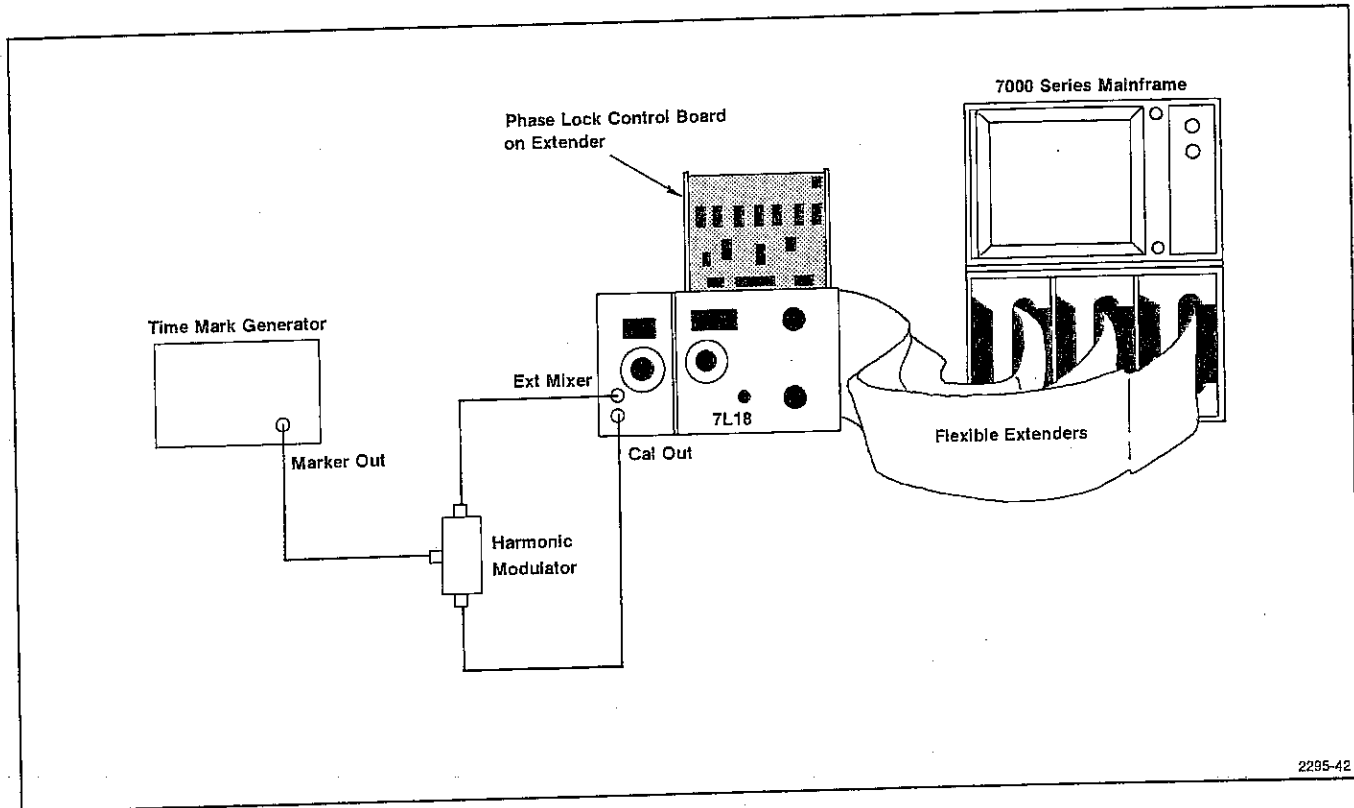 7000 Series Mainframe
Phase Lock Control Board
on Extender
Time Mark Generator
Ext Mixer
7L18
Flexible Extenders
Cal Out
Marker Out
Harmonic
Modulator
2295-42